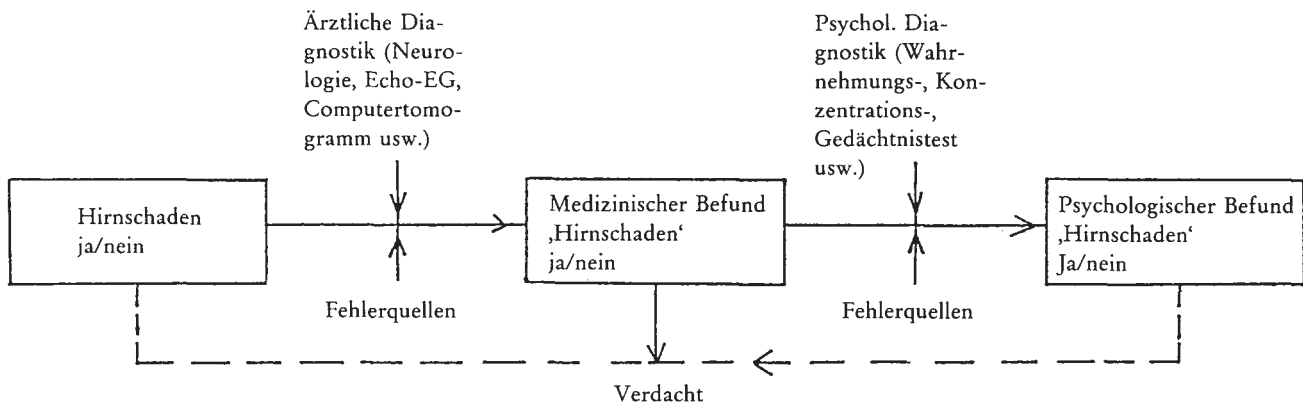 Ärztliche Dia-
gnostik (Neuro-
logie, Echo-EG,
Computertomo-
gramm usw.)
Psychol. Dia-
gnostik (Wahr-
nehmungs-, Kon-
zentrations-,
Gedächtnistest
usw.)
Hirnschaden
ja/nein
Medizinischer Befund
‚Hirnschaden‘
ja/nein
Psychologischer Befund
‚Hirnschaden‘
Ja/nein
Fehlerquellen
Fehlerquellen
Verdacht